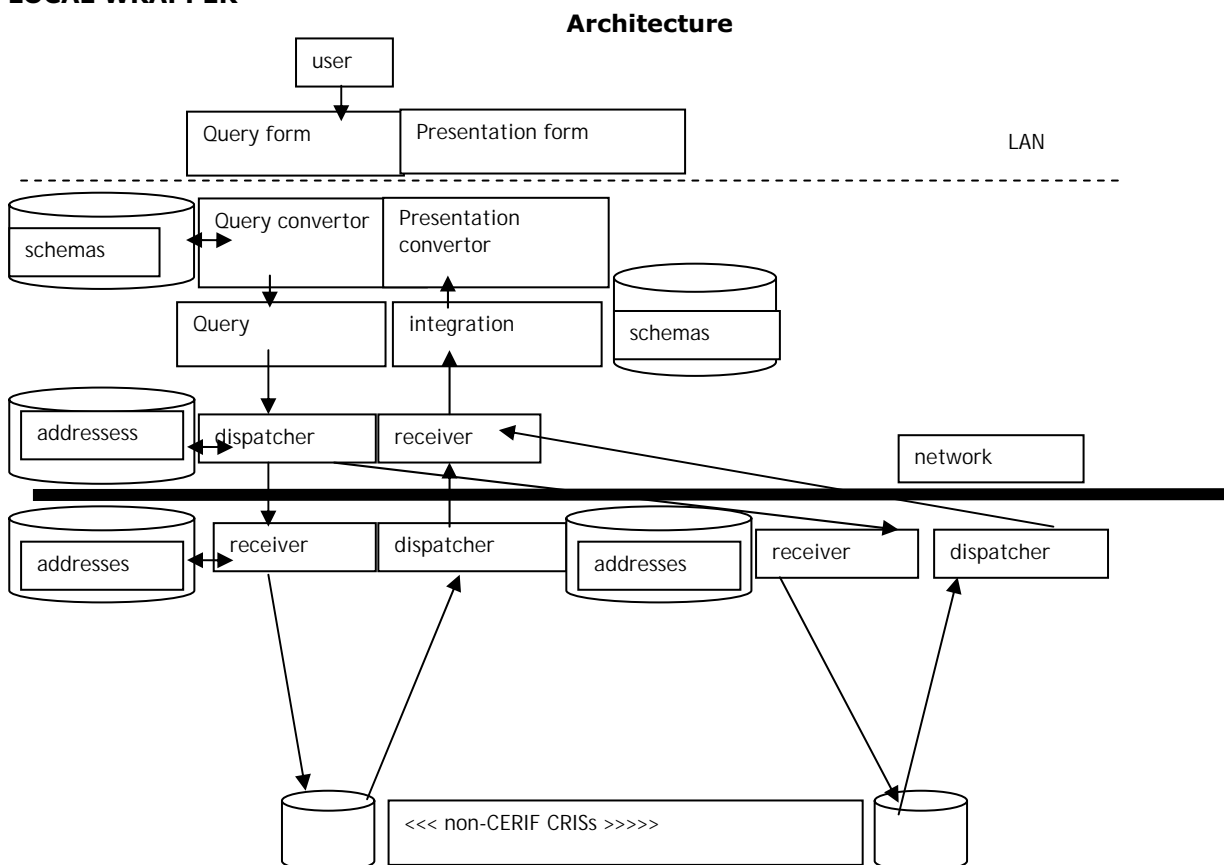 LOCAL WRAPPER
Architecture
user
Query form
Presentation form
LAN
schemas
Query convertor
Presentation
convertor
Query
integration
schemas
addressess
dispatcher
receiver
network
addresses
receiver
dispatcher
addresses
receiver
dispatcher
<<< non-CERIF CRISs >>>>>